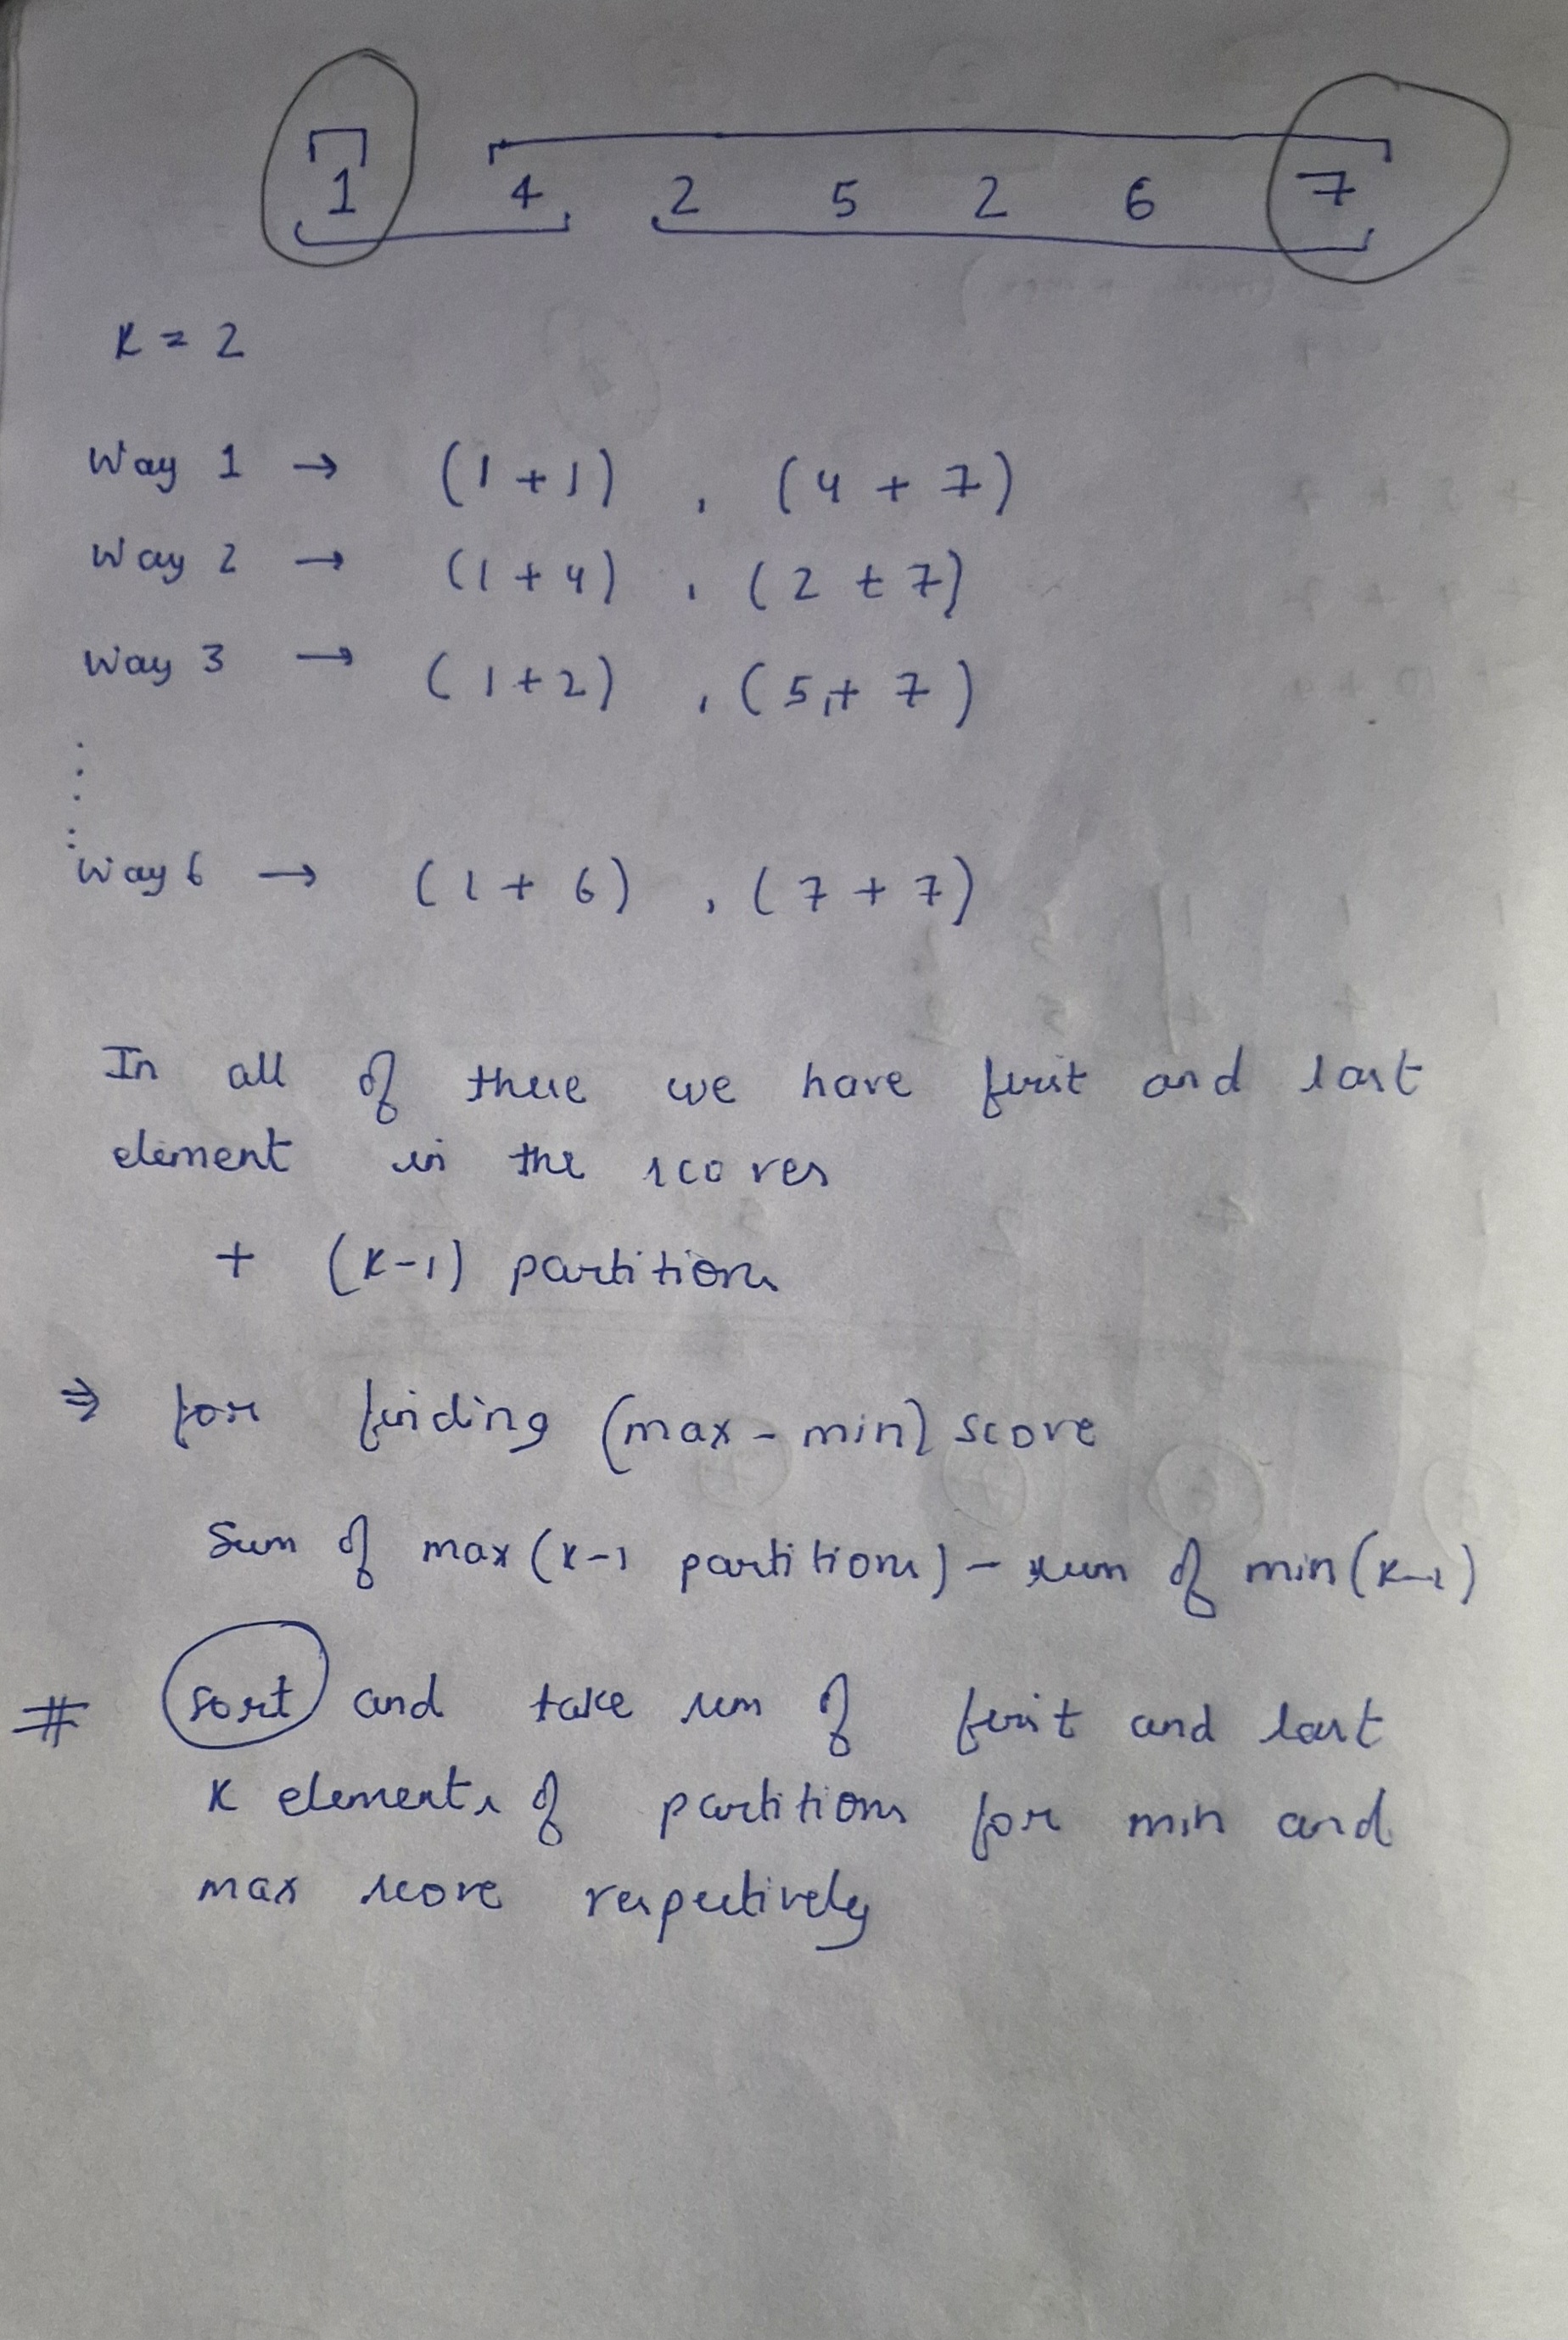 1 4 2 5 2 6 7
K = 2
Way 1 → (1 + 1) , (4 + 7)
Way 2 → (1 + 4) , (2 + 7)
Way 3 → (1 + 2) , (5 + 7)
Way 6 → (1 + 6) , (7 + 7)
In all of these we have first and last
element in the scores
+ (K-1) partitions
⇒ for finding (max - min) score
Sum of max (K-1 partitions) - sum of min (K-1)
# sort and take sum of first and last
K elements of partitions for min and
max score respectively